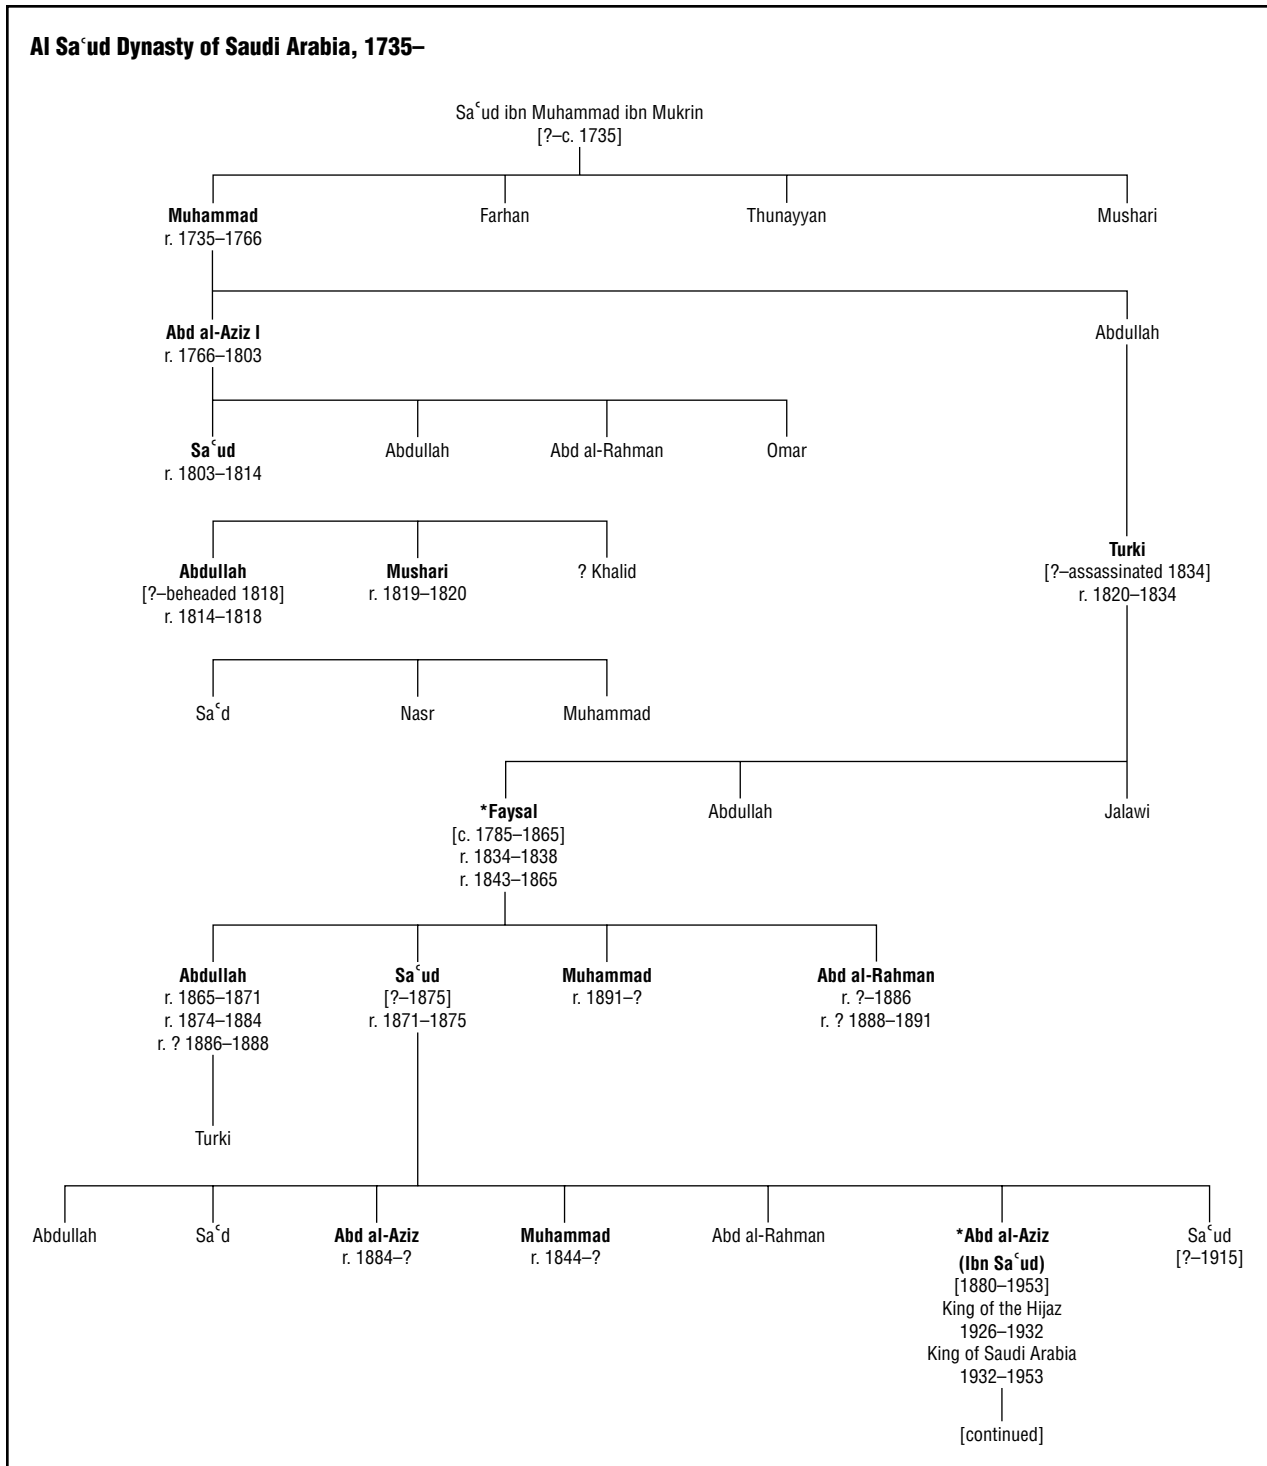 Al Saʿud Dynasty of Saudi Arabia, 1735–
Saʿud ibn Muhammad ibn Mukrin
[?–c. 1735]
Muhammad
r. 1735–1766
Farhan
Thunayyan
Mushari
Abd al-Aziz I
r. 1766–1803
Abdullah
Saʿud
r. 1803–1814
Abdullah
Abd al-Rahman
Omar
Abdullah
[?–beheaded 1818]
r. 1814–1818
Mushari
r. 1819–1820
? Khalid
Turki
[?–assassinated 1834]
r. 1820–1834
Saʿd
Nasr
Muhammad
*Faysal
[c. 1785–1865]
r. 1834–1838
r. 1843–1865
Abdullah
Jalawi
Abdullah
r. 1865–1871
r. 1874–1884
r. ? 1886–1888
Saʿud
[?–1875]
r. 1871–1875
Muhammad
r. 1891–?
Abd al-Rahman
r. ?–1886
r. ? 1888–1891
Turki
Abdullah
Saʿd
Abd al-Aziz
r. 1884–?
Muhammad
r. 1844–?
Abd al-Rahman
*Abd al-Aziz
(Ibn Saʿud)
[1880–1953]
King of the Hijaz
1926–1932
King of Saudi Arabia
1932–1953
Saʿud
[?–1915]
[continued]